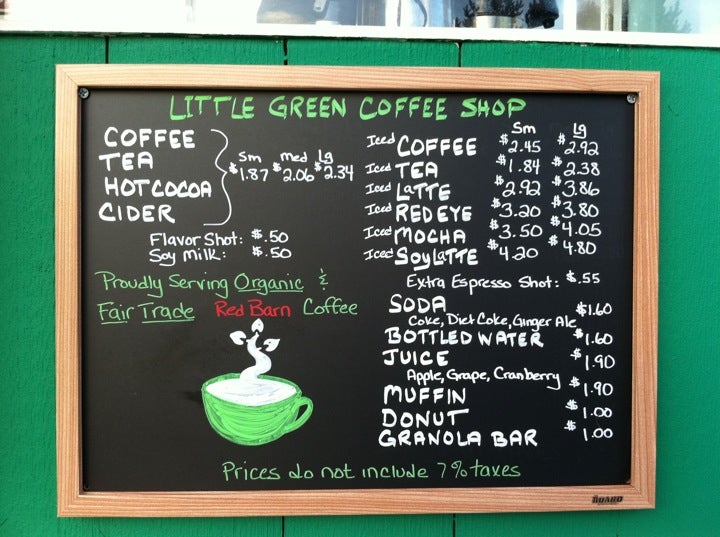 LITTLE GREEN COFFEE SHOP
COFFEE
TEA
HOT COCOA
CIDER
Sm med Lg
$1.87 $2.06 $2.34
Flavor Shot: $.50
Soy Milk: $.50
Proudly Serving Organic &
Fair Trade Red Barn Coffee
Sm Lg
Iced COFFEE $2.45 $2.92
Iced TEA $1.84 $2.38
Iced LATTE $2.92 $3.86
Iced RED EYE $3.20 $3.80
Iced MOCHA $3.50 $4.05
Iced SOY LATTE $4.20 $4.80
Extra Espresso Shot: $.55
SODA $1.60
Coke, Diet Coke, Ginger Ale
BOTTLED WATER $1.60
JUICE $1.90
Apple, Grape, Cranberry
MUFFIN $1.90
DONUT $1.00
GRANOLA BAR $1.00
Prices do not include 7% taxes